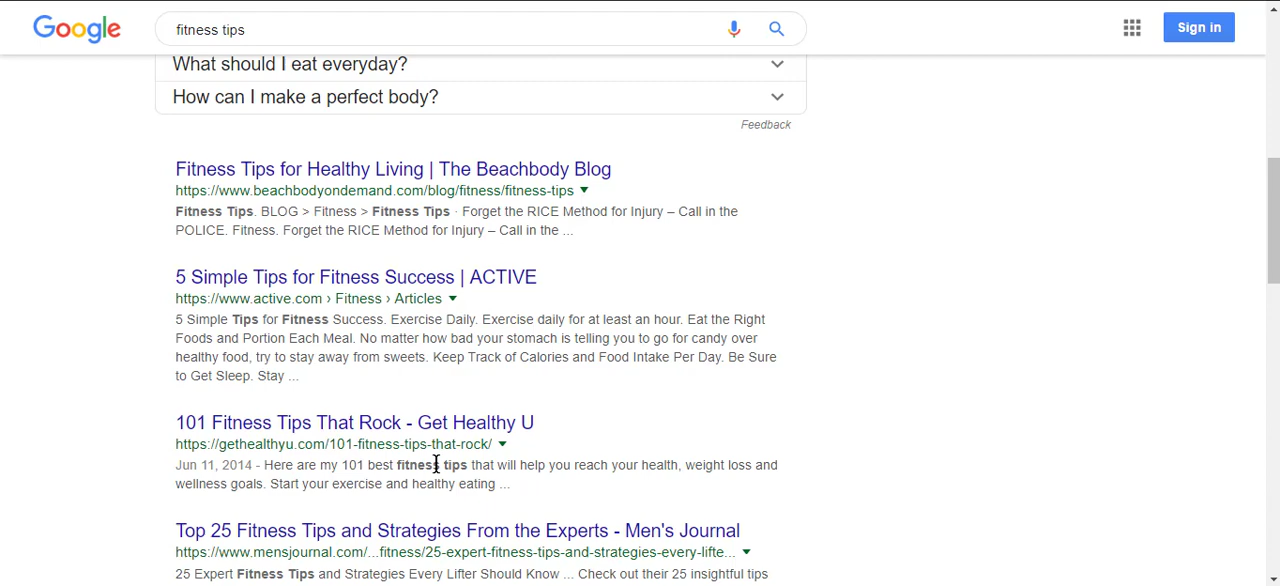 Google
fitness tips
Sign in
What should I eat everyday?
How can I make a perfect body?
Feedback
Fitness Tips for Healthy Living | The Beachbody Blog
https://www.beachbodyondemand.com/blog/fitness/fitness-tips
Fitness Tips. BLOG > Fitness > Fitness Tips · Forget the RICE Method for Injury – Call in the
POLICE. Fitness. Forget the RICE Method for Injury – Call in the ...
5 Simple Tips for Fitness Success | ACTIVE
https://www.active.com › Fitness › Articles
5 Simple Tips for Fitness Success. Exercise Daily. Exercise daily for at least an hour. Eat the Right
Foods and Portion Each Meal. No matter how bad your stomach is telling you to go for candy over
healthy food, try to stay away from sweets. Keep Track of Calories and Food Intake Per Day. Be Sure
to Get Sleep. Stay ...
101 Fitness Tips That Rock - Get Healthy U
https://gethealthyu.com/101-fitness-tips-that-rock/
Jun 11, 2014 - Here are my 101 best fitness tips that will help you reach your health, weight loss and
wellness goals. Start your exercise and healthy eating ...
Top 25 Fitness Tips and Strategies From the Experts - Men's Journal
https://www.mensjournal.com/...fitness/25-expert-fitness-tips-and-strategies-every-lifte...
25 Expert Fitness Tips and Strategies Every Lifter Should Know ... Check out their 25 insightful tips